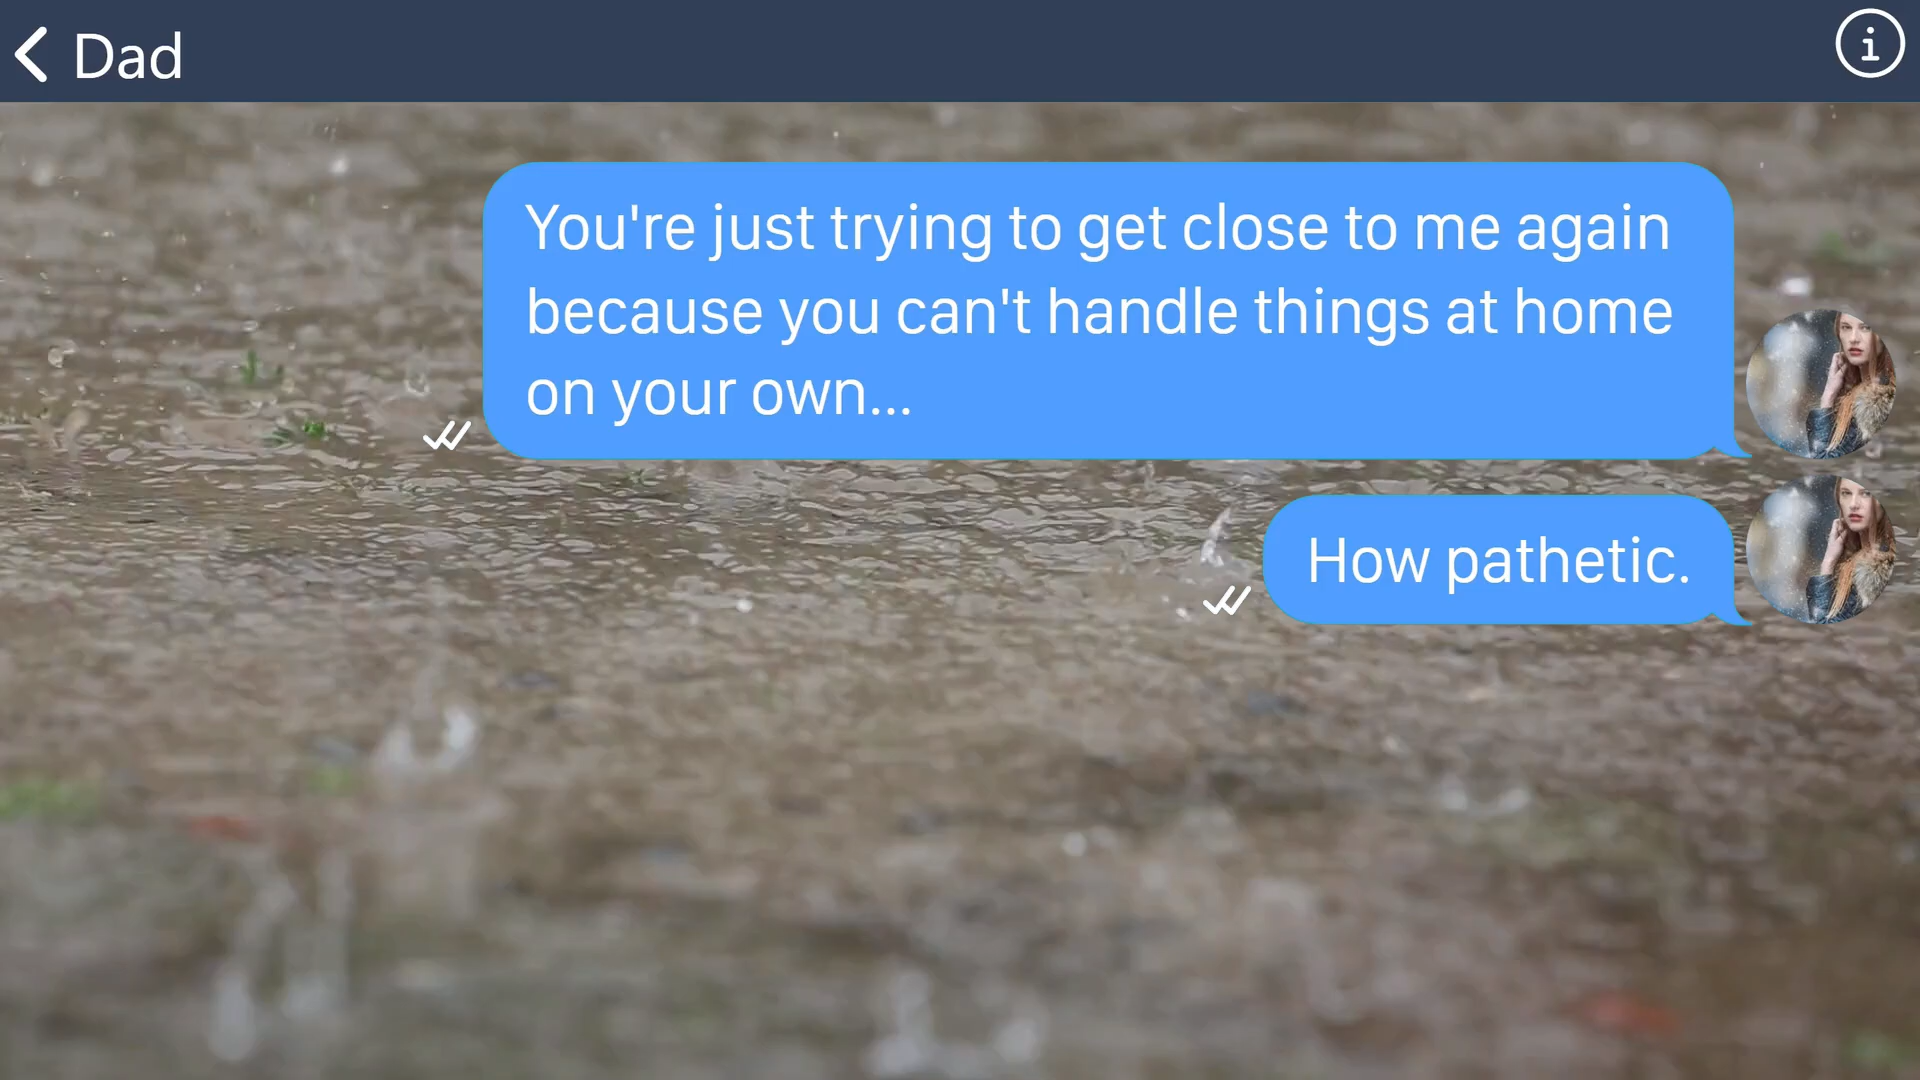 Dad
You're just trying to get close to me again
because you can't handle things at home
on your own...
How pathetic.